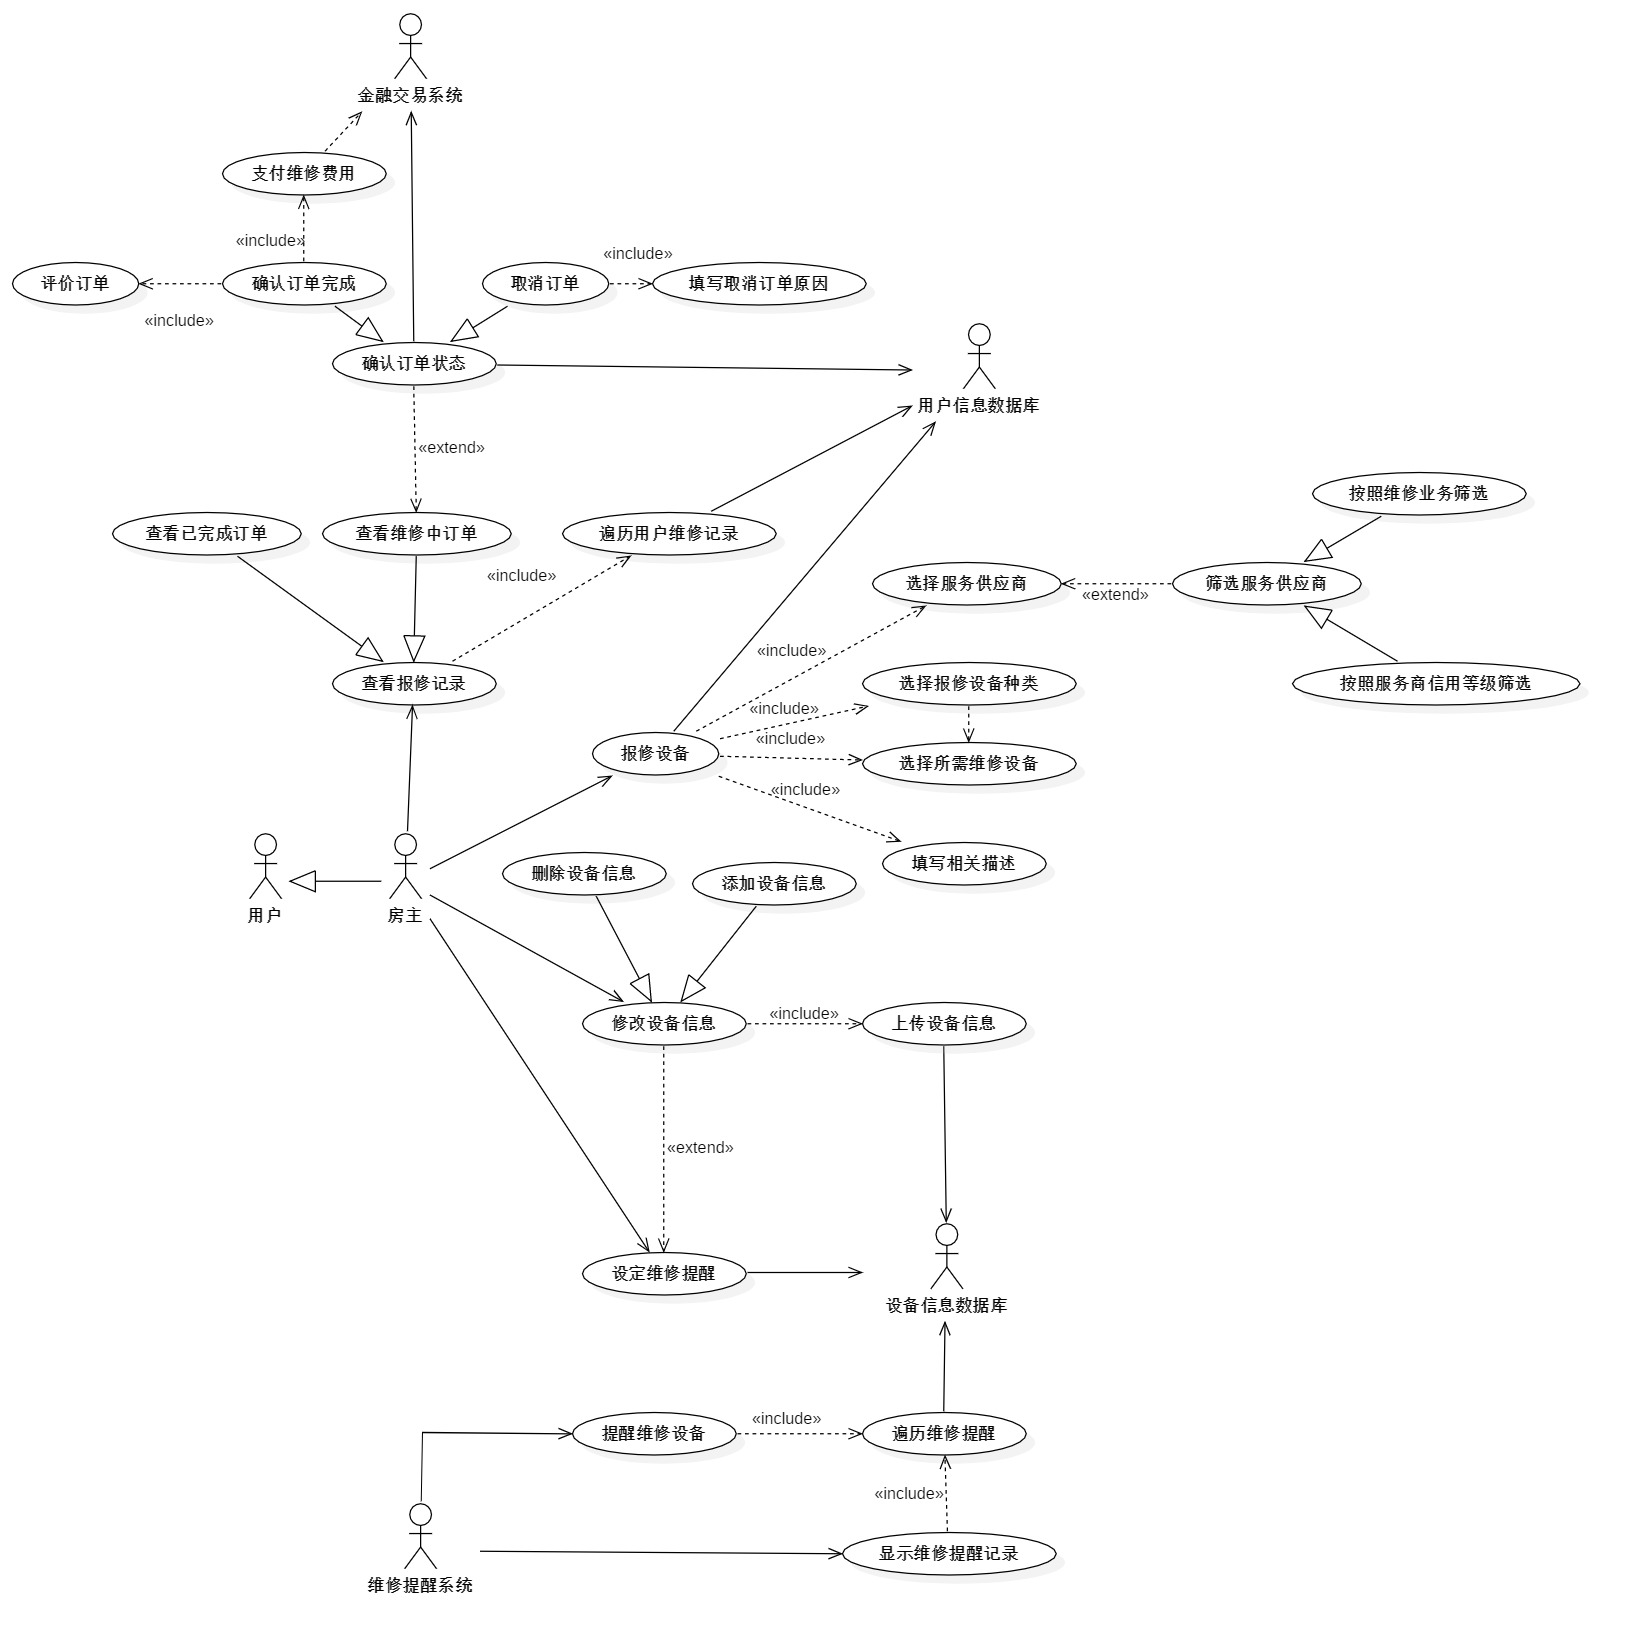 金融交易系统
支付维修费用
«include»
«include»
评价订单
确认订单完成
取消订单
填写取消订单原因
«include»
确认订单状态
用户信息数据库
«extend»
按照维修业务筛选
查看已完成订单
查看维修中订单
遍历用户维修记录
«include»
选择服务供应商
筛选服务供应商
«extend»
«include»
查看报修记录
选择报修设备种类
按照服务商信用等级筛选
«include»
«include»
报修设备
选择所需维修设备
«include»
填写相关描述
删除设备信息
添加设备信息
用户
房主
修改设备信息
«include»
上传设备信息
«extend»
设定维修提醒
设备信息数据库
提醒维修设备
«include»
遍历维修提醒
«include»
显示维修提醒记录
维修提醒系统